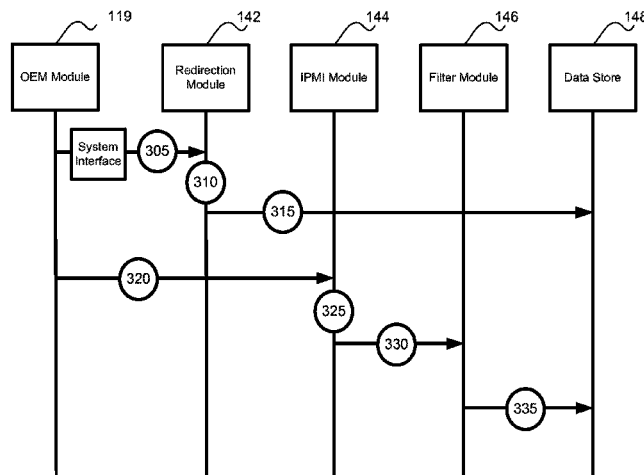 119
142
144
146
148
OEM Module
Redirection
Module
IPMI Module
Filter Module
Data Store
System
Interface
305
310
315
320
325
330
335